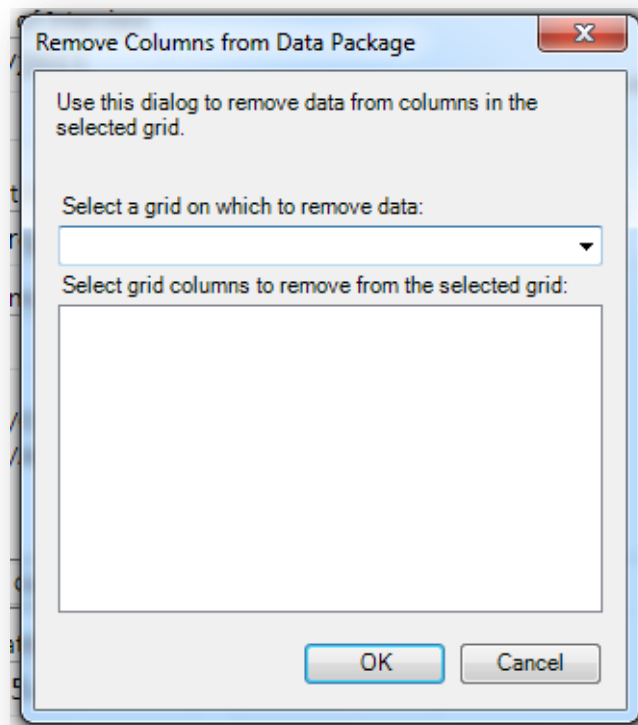 Remove Columns from Data Package
Use this dialog to remove data from columns in the
selected grid.
Select a grid on which to remove data:
Select grid columns to remove from the selected grid:
OK
Cancel